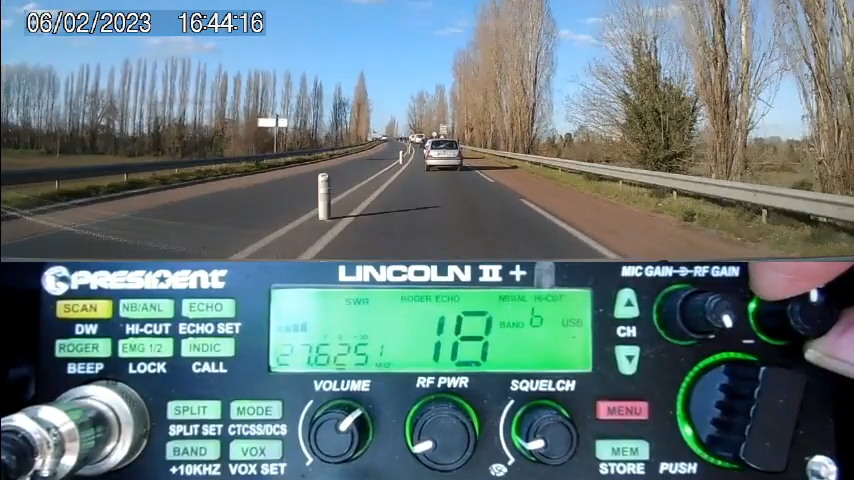 06/02/2023 16:44:16
PRESIDENT
LINCOLN II +
MIC GAIN RF GAIN
SCAN NB/ANL ECHO
DW HI-CUT ECHO SET
ROGER EMG 1/2 INDIC
BEEP LOCK CALL
SWR ROGER ECHO NB/ANL HI-CUT
18 BAND b USB
27.6251
CH
VOLUME RF PWR SQUELCH
SPLIT MODE
SPLIT SET CTCSS/DCS
BAND VOX
+10KHZ VOX SET
MENU
MEM
STORE PUSH